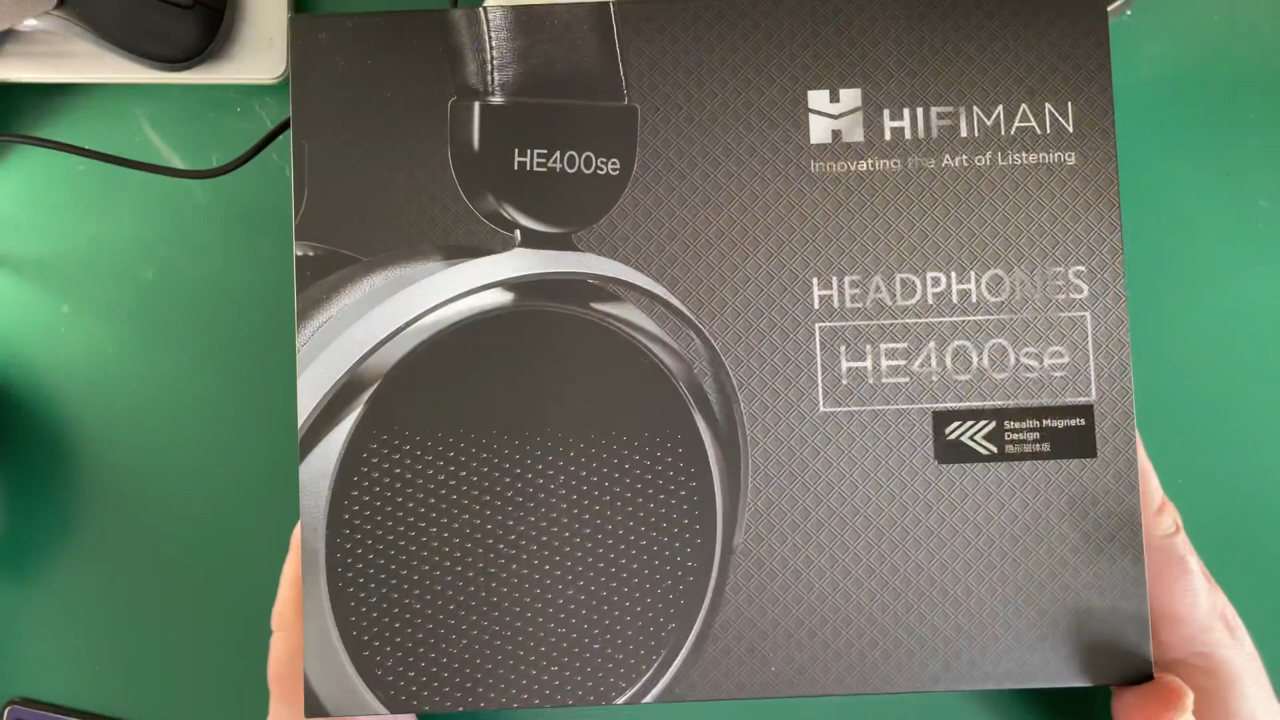 HE400se
HIFIMAN
Innovating the Art of Listening
HEADPHONES
HE400se
Stealth Magnets
Design
隐形磁体版